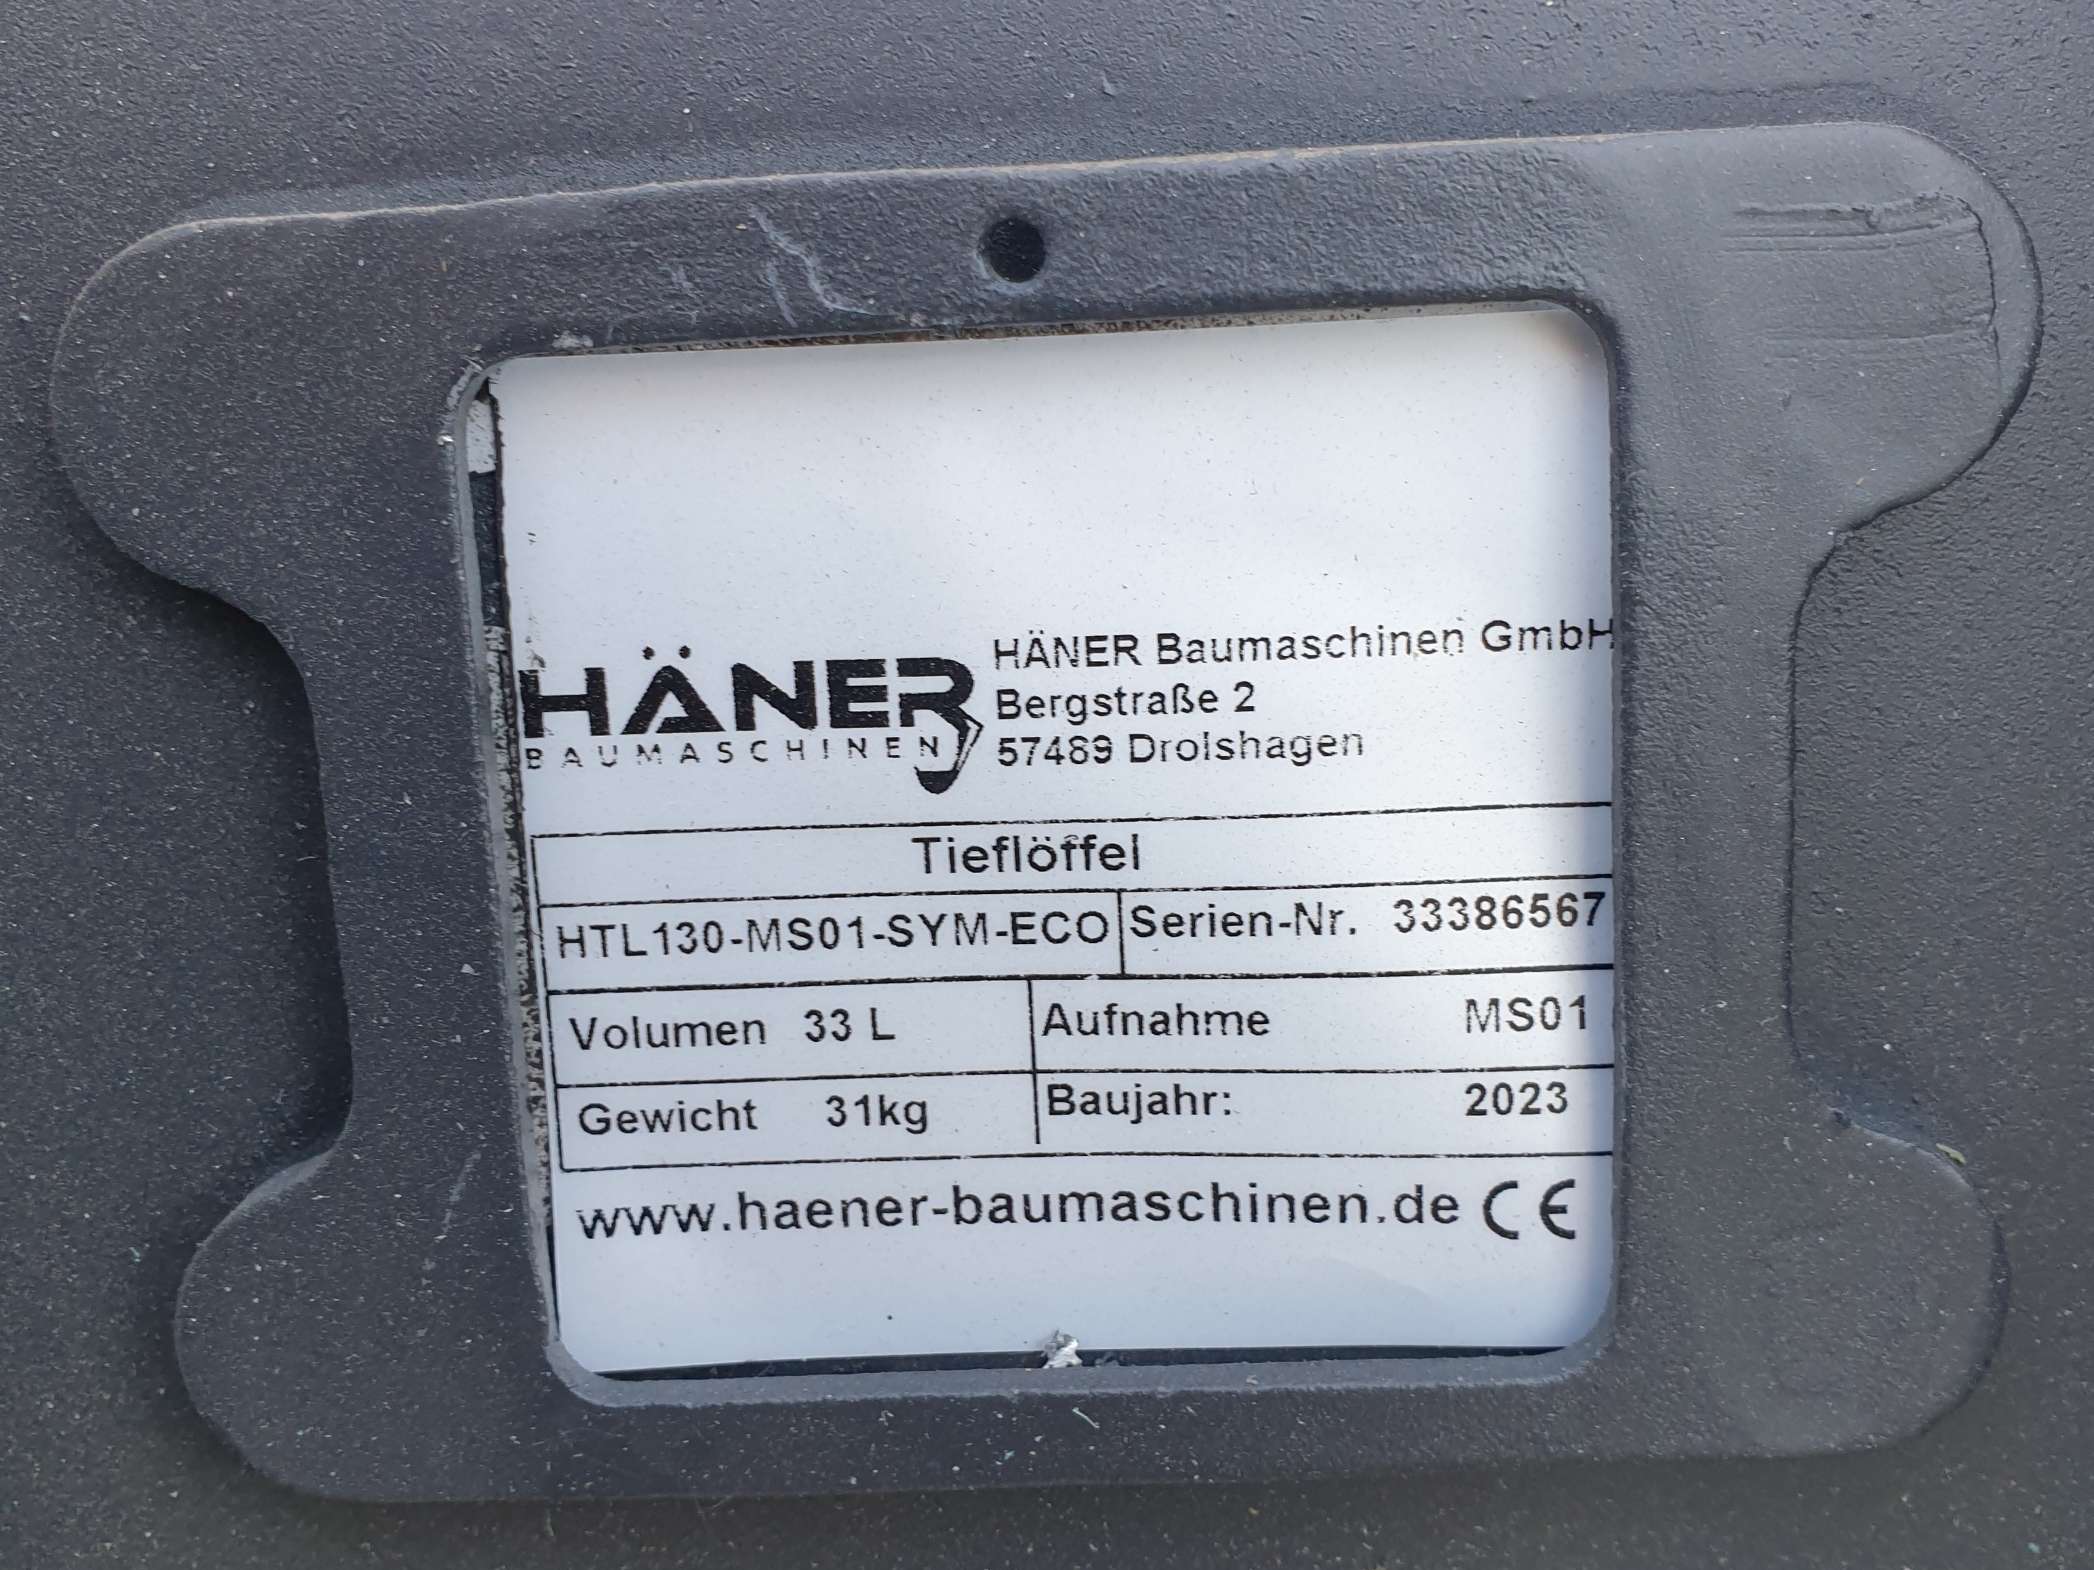 HÄNER
BAUMASCHINEN
HÄNER Baumaschinen GmbH
Bergstraße 2
57489 Drolshagen
Tieflöffel
HTL130-MS01-SYM-ECO Serien-Nr. 33386567
Volumen 33 L Aufnahme MS01
Gewicht 31kg Baujahr: 2023
www.haener-baumaschinen.de CE